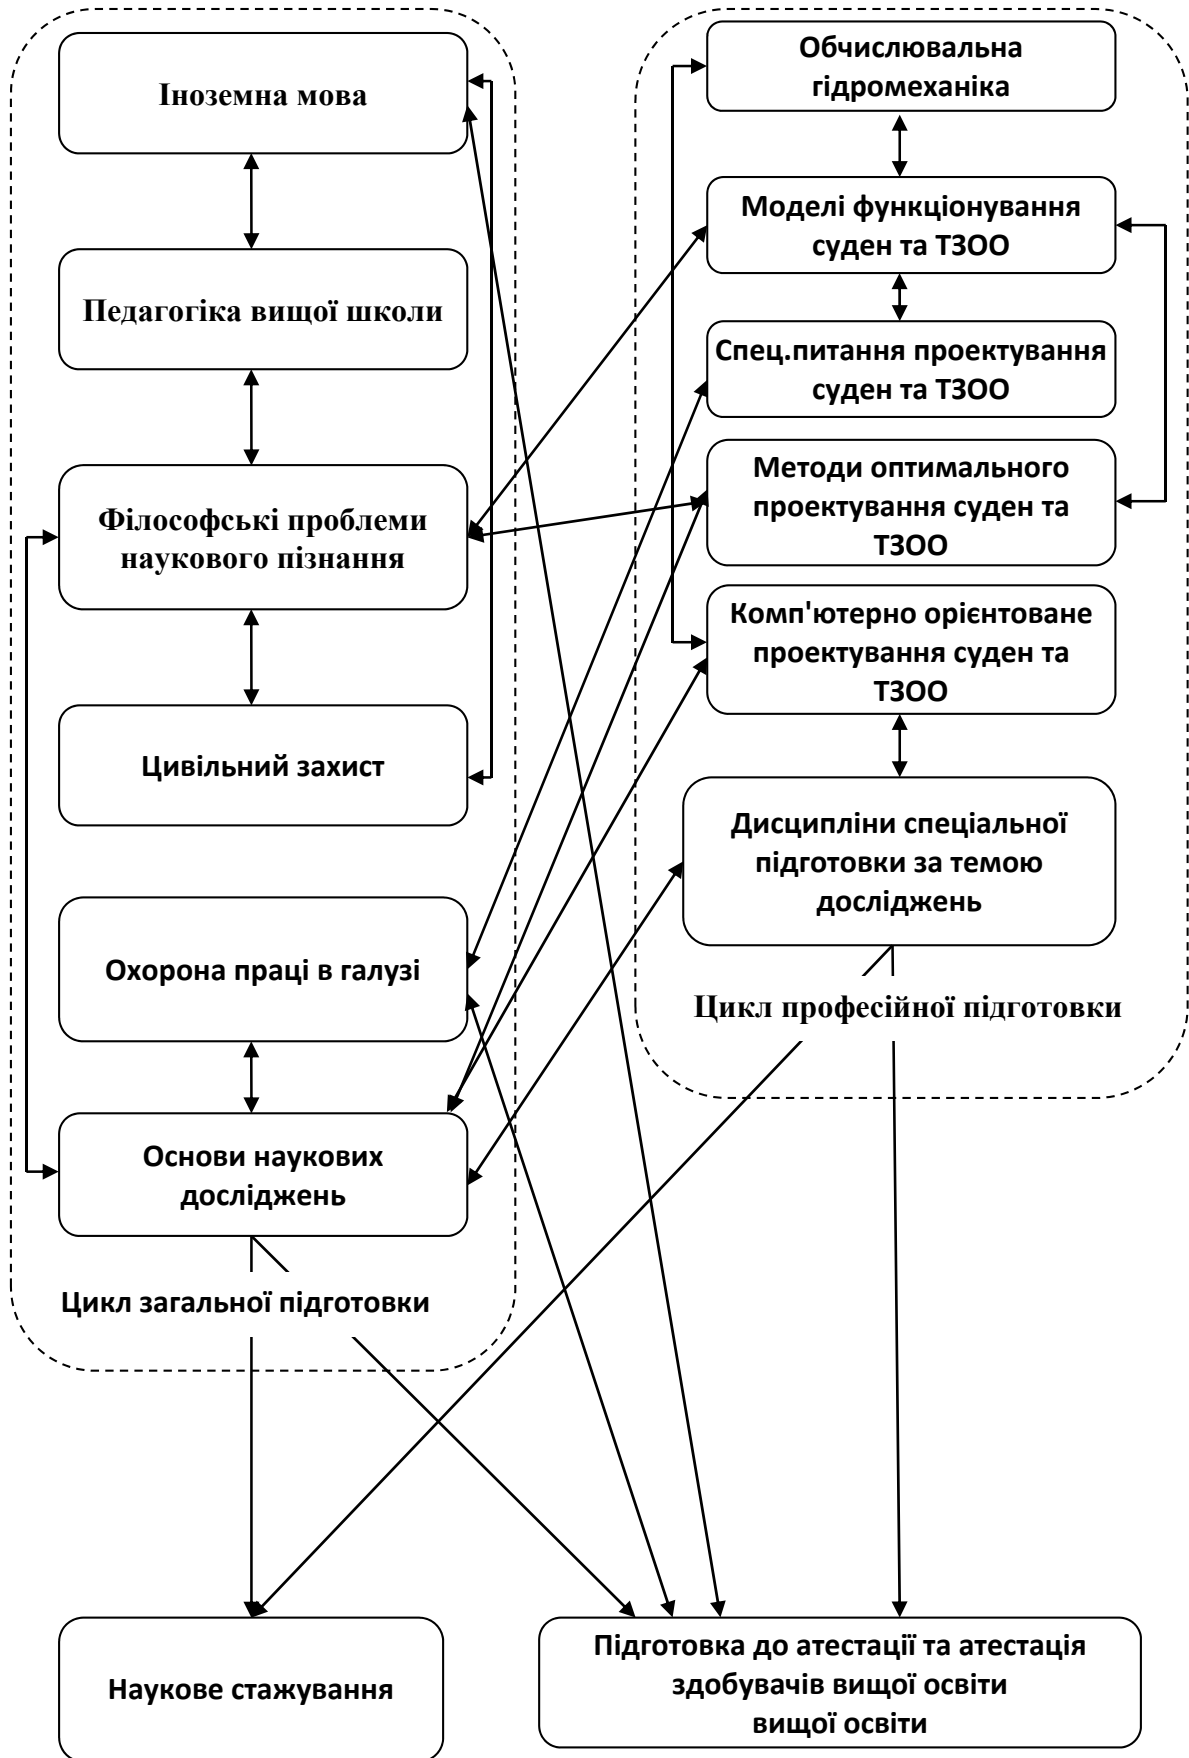 Іноземна мова
Педагогіка вищої школи
Філософські проблеми
наукового пізнання
Цивільний захист
Охорона праці в галузі
Основи наукових
досліджень
Цикл загальної підготовки
Обчислювальна
гідромеханіка
Моделі функціонування
суден та ТЗОО
Спец.питання проектування
суден та ТЗОО
Методи оптимального
проектування суден та
ТЗОО
Комп'ютерно орієнтоване
проектування суден та
ТЗОО
Дисципліни спеціальної
підготовки за темою
досліджень
Цикл професійної підготовки
Наукове стажування
Підготовка до атестації та атестація
здобувачів вищої освіти
вищої освіти